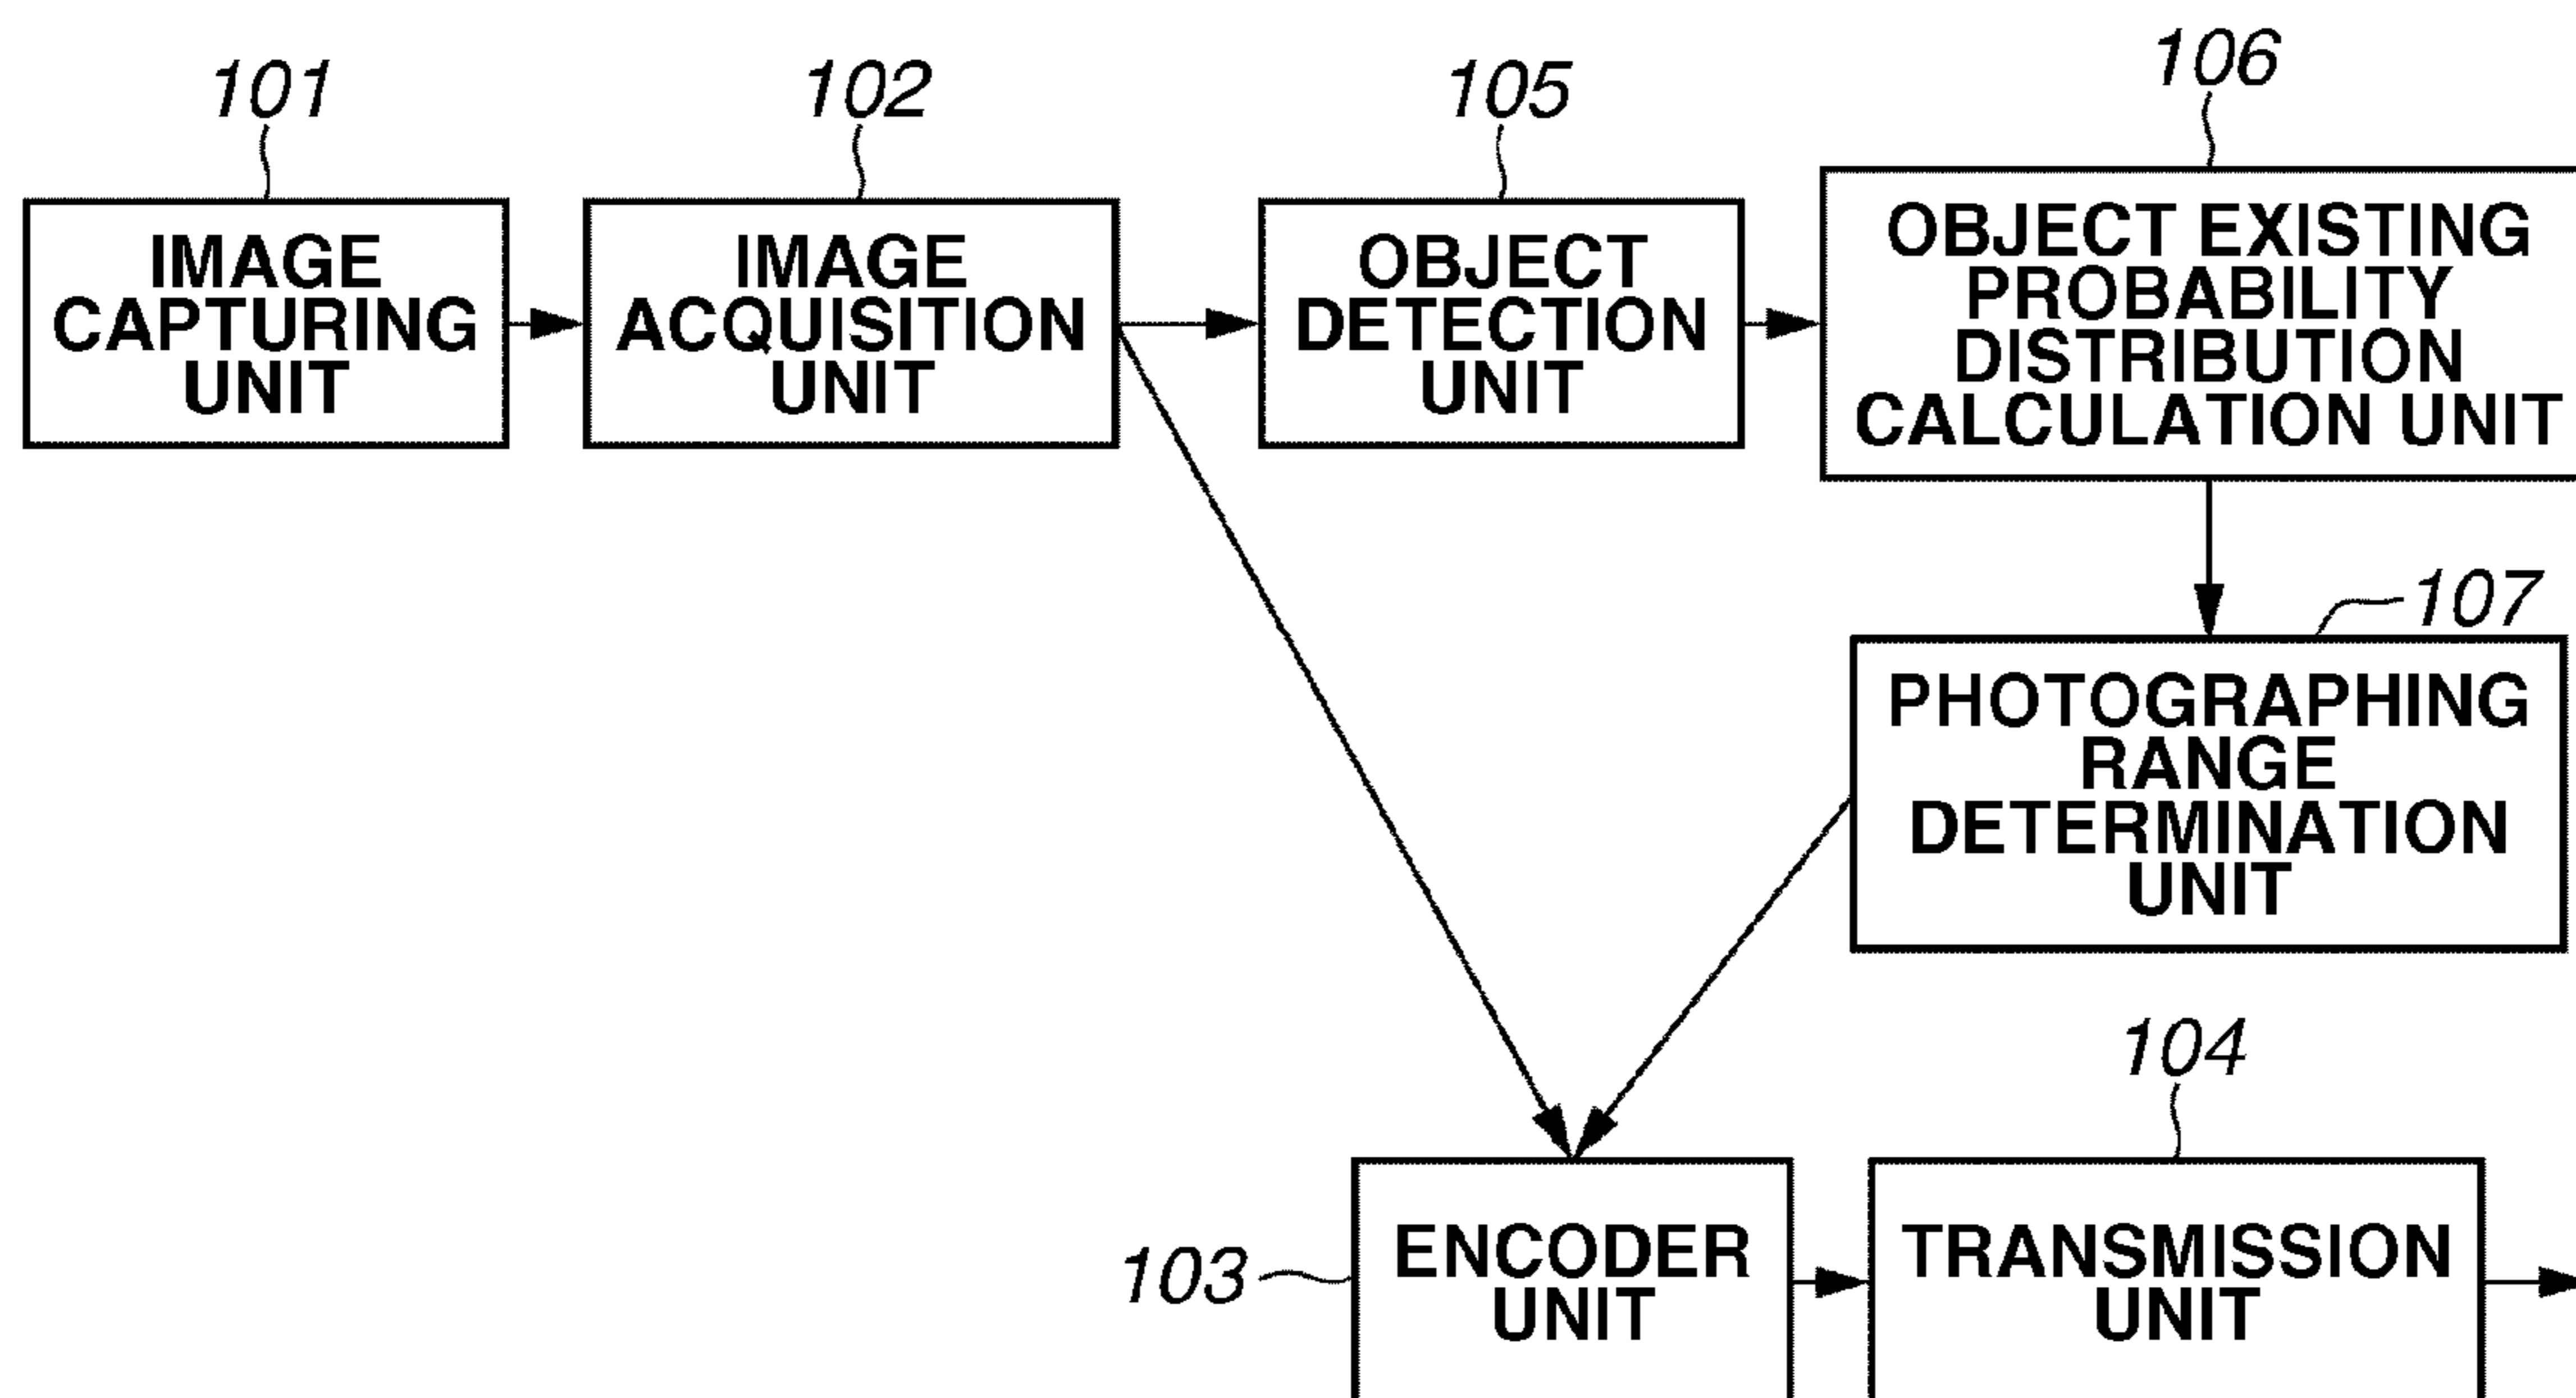 101
IMAGE
CAPTURING
UNIT
102
IMAGE
ACQUISITION
UNIT
105
OBJECT
DETECTION
UNIT
106
OBJECT EXISTING
PROBABILITY
DISTRIBUTION
CALCULATION UNIT
107
PHOTOGRAPHING
RANGE
DETERMINATION
UNIT
103
ENCODER
UNIT
104
TRANSMISSION
UNIT